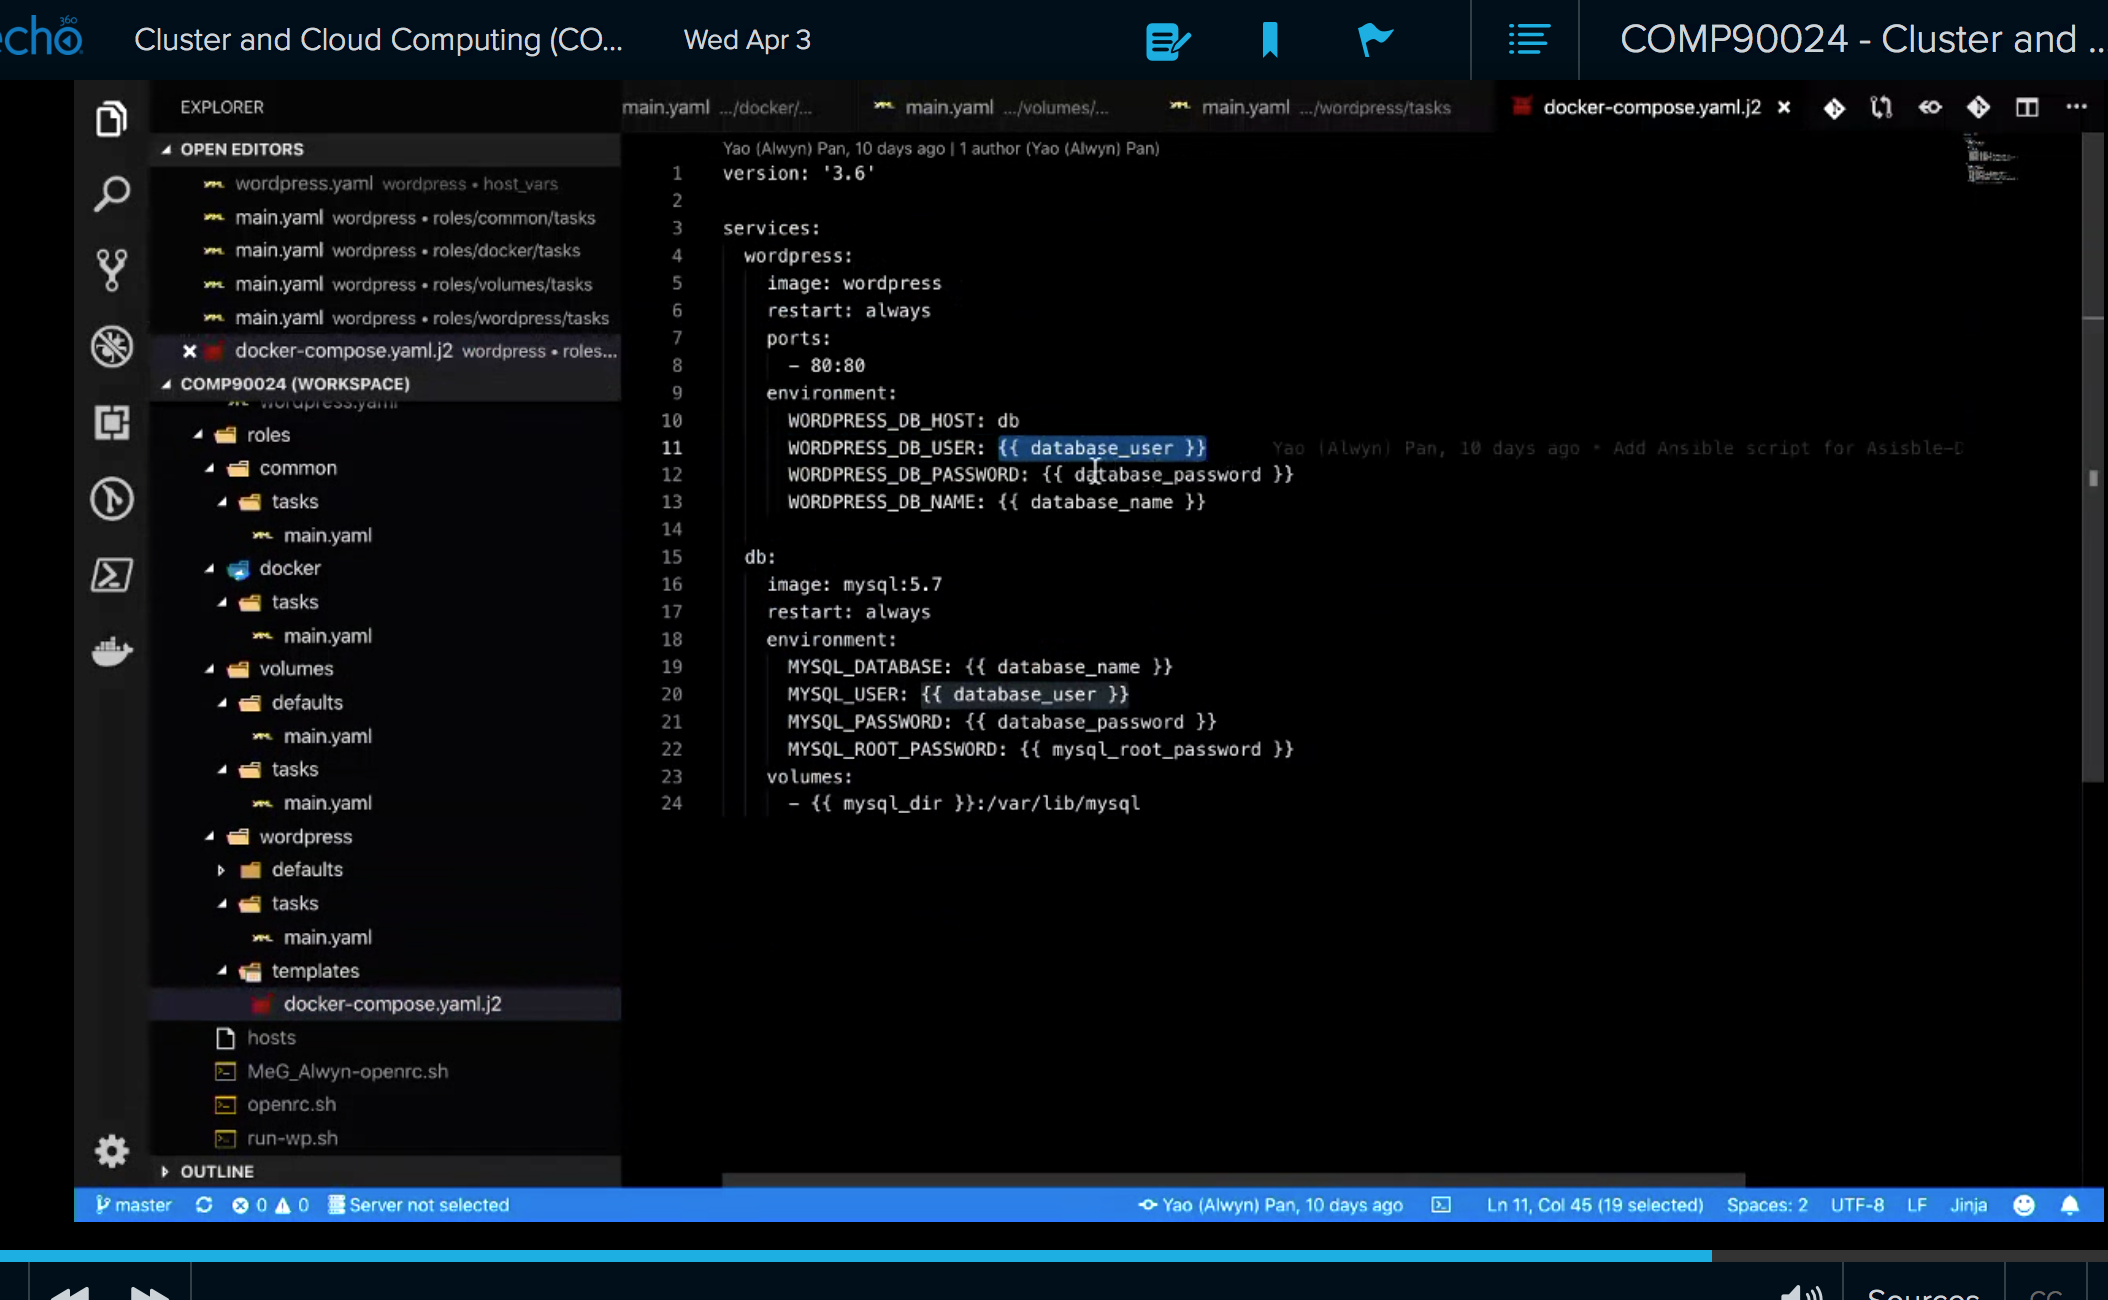 echo 360
Cluster and Cloud Computing (CO...
Wed Apr 3
COMP90024 - Cluster and ..
EXPLORER
main.yaml .../docker/...
main.yaml .../volumes/...
main.yaml .../wordpress/tasks
docker-compose.yaml.j2
OPEN EDITORS
wordpress.yaml wordpress • host_vars
main.yaml wordpress • roles/common/tasks
main.yaml wordpress • roles/docker/tasks
main.yaml wordpress • roles/volumes/tasks
main.yaml wordpress • roles/wordpress/tasks
docker-compose.yaml.j2 wordpress • roles...
COMP90024 (WORKSPACE)
wordpress.yaml
roles
common
tasks
main.yaml
docker
tasks
main.yaml
volumes
defaults
main.yaml
tasks
main.yaml
wordpress
defaults
tasks
main.yaml
templates
docker-compose.yaml.j2
hosts
MeG_Alwyn-openrc.sh
openrc.sh
run-wp.sh
OUTLINE
Yao (Alwyn) Pan, 10 days ago | 1 author (Yao (Alwyn) Pan)
1 version: '3.6'
2
3 services:
4 wordpress:
5 image: wordpress
6 restart: always
7 ports:
8 - 80:80
9 environment:
10 WORDPRESS_DB_HOST: db
11 WORDPRESS_DB_USER: {{ database_user }} Yao (Alwyn) Pan, 10 days ago • Add Ansible script for Asisble-D
12 WORDPRESS_DB_PASSWORD: {{ database_password }}
13 WORDPRESS_DB_NAME: {{ database_name }}
14
15 db:
16 image: mysql:5.7
17 restart: always
18 environment:
19 MYSQL_DATABASE: {{ database_name }}
20 MYSQL_USER: {{ database_user }}
21 MYSQL_PASSWORD: {{ database_password }}
22 MYSQL_ROOT_PASSWORD: {{ mysql_root_password }}
23 volumes:
24 - {{ mysql_dir }}:/var/lib/mysql
master 0 0 Server not selected
Yao (Alwyn) Pan, 10 days ago
Ln 11, Col 45 (19 selected) Spaces: 2 UTF-8 LF Jinja
Sources CC